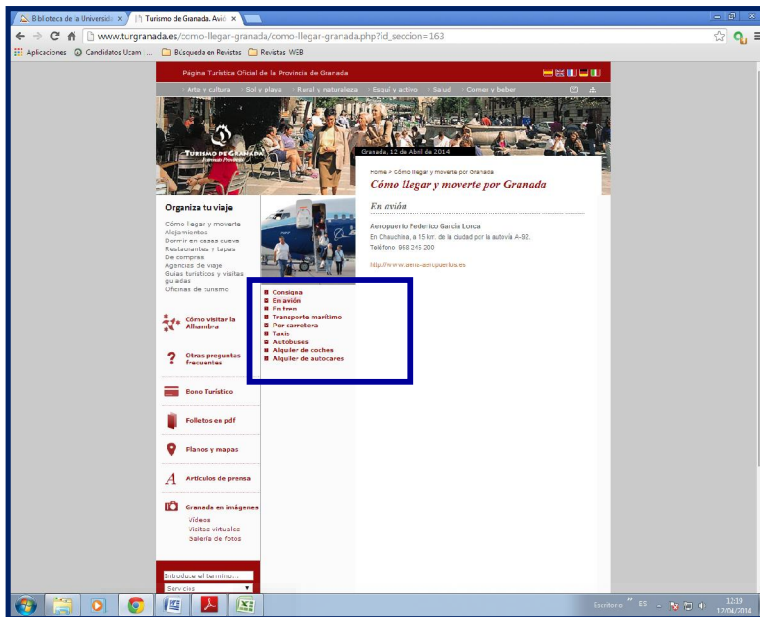 Biblioteca de la Universid
Turismo de Granada. Avió
www.turgranada.es/como-llegar-granada/como-llegar-granada.php?id_seccion=163
Aplicaciones
Candidatos Ucam
Búsqueda en Revistas
Revistas WEB
Página Turística Oficial de la Provincia de Granada
Arte y cultura
Sol y playa
Rural y naturaleza
Esquí y activo
Salud
Comer y beber
TURISMO DE GRANADA
Patronato Provincial
Granada, 12 de Abril de 2014
Home > Cómo llegar y moverte por Granada
Cómo llegar y moverte por Granada
En avión
Aeropuerto Federico García Lorca
En Chauchina, a 15 km. de la ciudad por la autovía A-92.
Teléfono: 958 245 200
http://www.aena-aeropuertos.es
Organiza tu viaje
Cómo llegar y moverte
Alojamientos
Dormir en casas cueva
Restaurantes y tapas
De compras
Agencias de viaje
Guías turísticos y visitas
guiadas
Oficinas de turismo
Consigna
En avión
En tren
Transporte marítimo
Por carretera
Taxis
Autobuses
Alquiler de coches
Alquiler de autocares
Cómo visitar la
Alhambra
? Otras preguntas
frecuentes
Bono Turístico
Folletos en pdf
Planos y mapas
A Artículos de prensa
Granada en imágenes
Vídeos
Visitas virtuales
Galería de fotos
Introduce el término...
Servicios
Escritorio
ES
12:19
12/04/2014